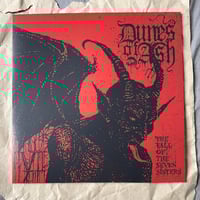 Dunes
of Ash
THE
FALL
OF THE
SEVEN
SISTERS